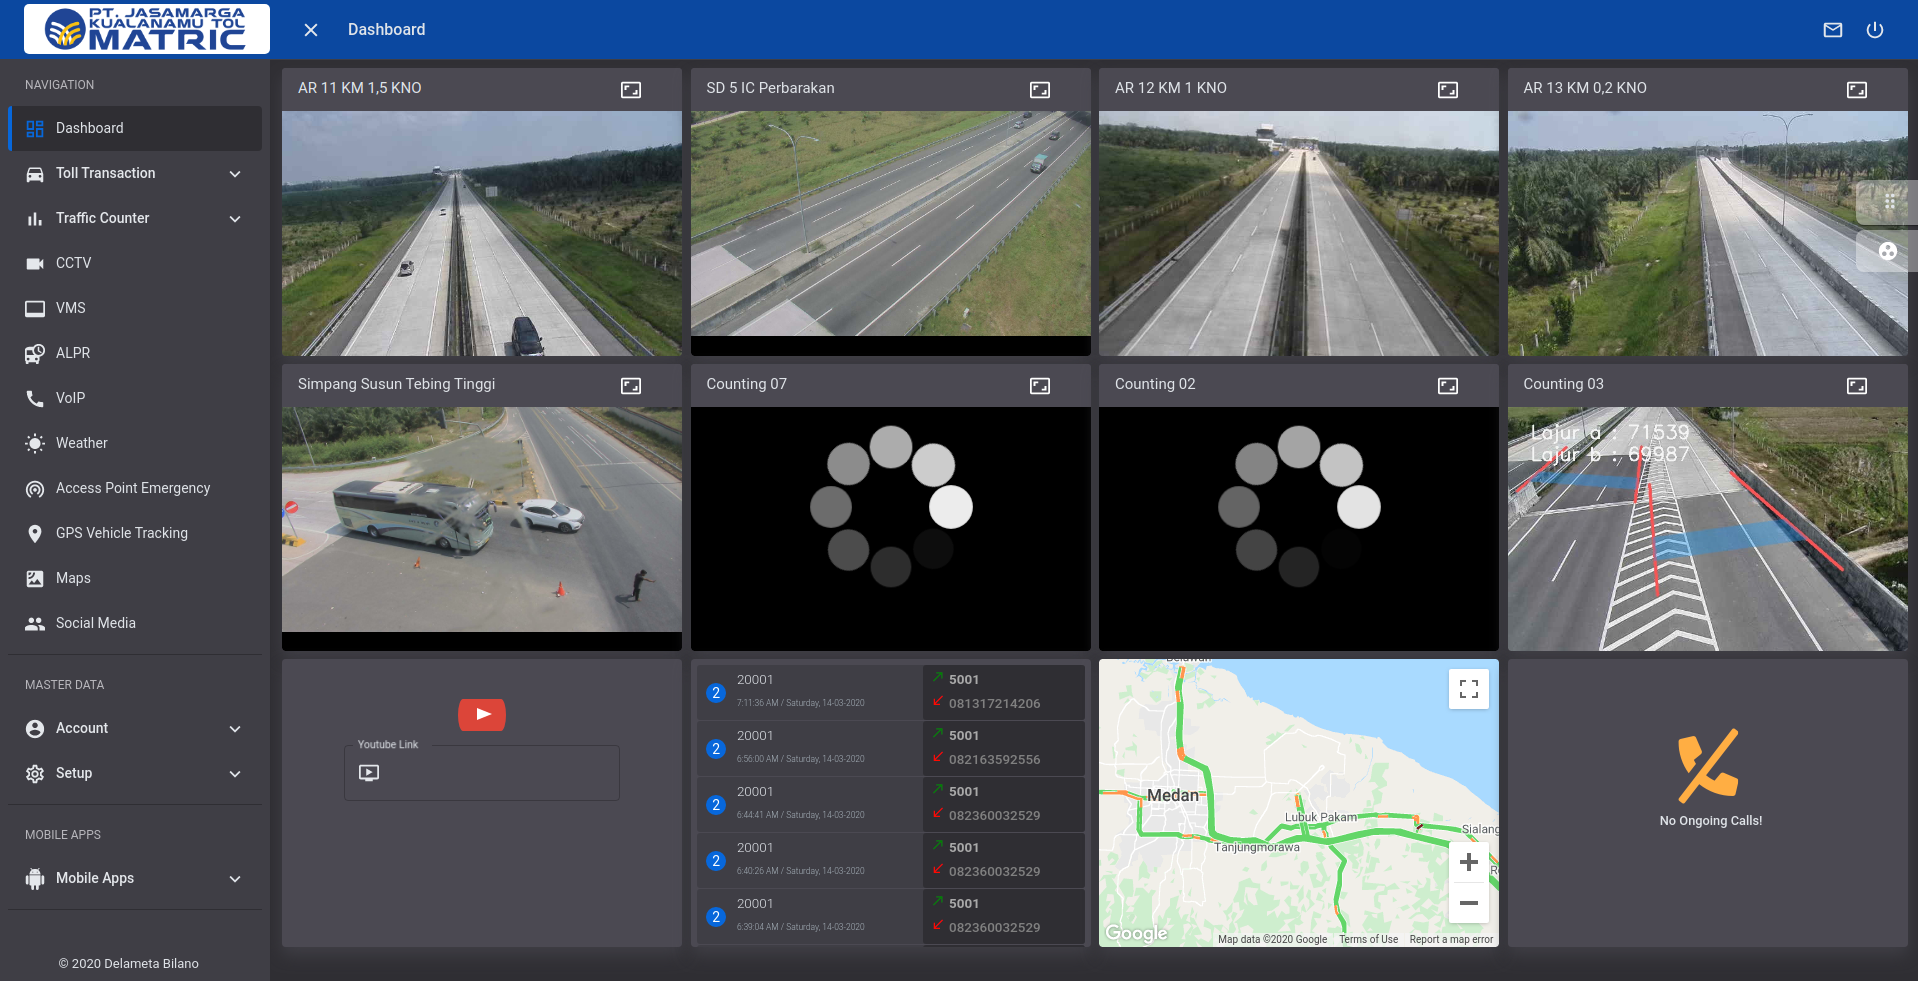 PT. JASAMARGA
KUALANAMU TOL
MATRIC
Dashboard
NAVIGATION
Dashboard
Toll Transaction
Traffic Counter
CCTV
VMS
ALPR
VoIP
Weather
Access Point Emergency
GPS Vehicle Tracking
Maps
Social Media
MASTER DATA
Account
Setup
MOBILE APPS
Mobile Apps
© 2020 Delameta Bilano
AR 11 KM 1,5 KNO
SD 5 IC Perbarakan
AR 12 KM 1 KNO
AR 13 KM 0,2 KNO
Simpang Susun Tebing Tinggi
Counting 07
Counting 02
Counting 03
Lajur a : 71539
Lajur b : 69987
Youtube Link
2 20001 5001
7:11:36 AM / Saturday, 14-03-2020 081317214206
2 20001 5001
6:56:00 AM / Saturday, 14-03-2020 082163592556
2 20001 5001
6:44:41 AM / Saturday, 14-03-2020 082360032529
2 20001 5001
6:40:26 AM / Saturday, 14-03-2020 082360032529
2 20001 5001
6:39:04 AM / Saturday, 14-03-2020 082360032529
Medan
Lubuk Pakam
Sialang
Tanjungmorawa
Google
Map data ©2020 Google Terms of Use Report a map error
No Ongoing Calls!